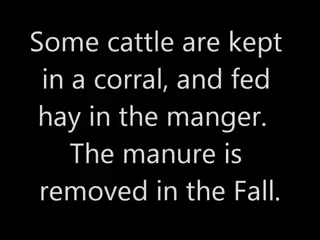 Some cattle are kept
in a corral, and fed
hay in the manger.
The manure is
removed in the Fall.